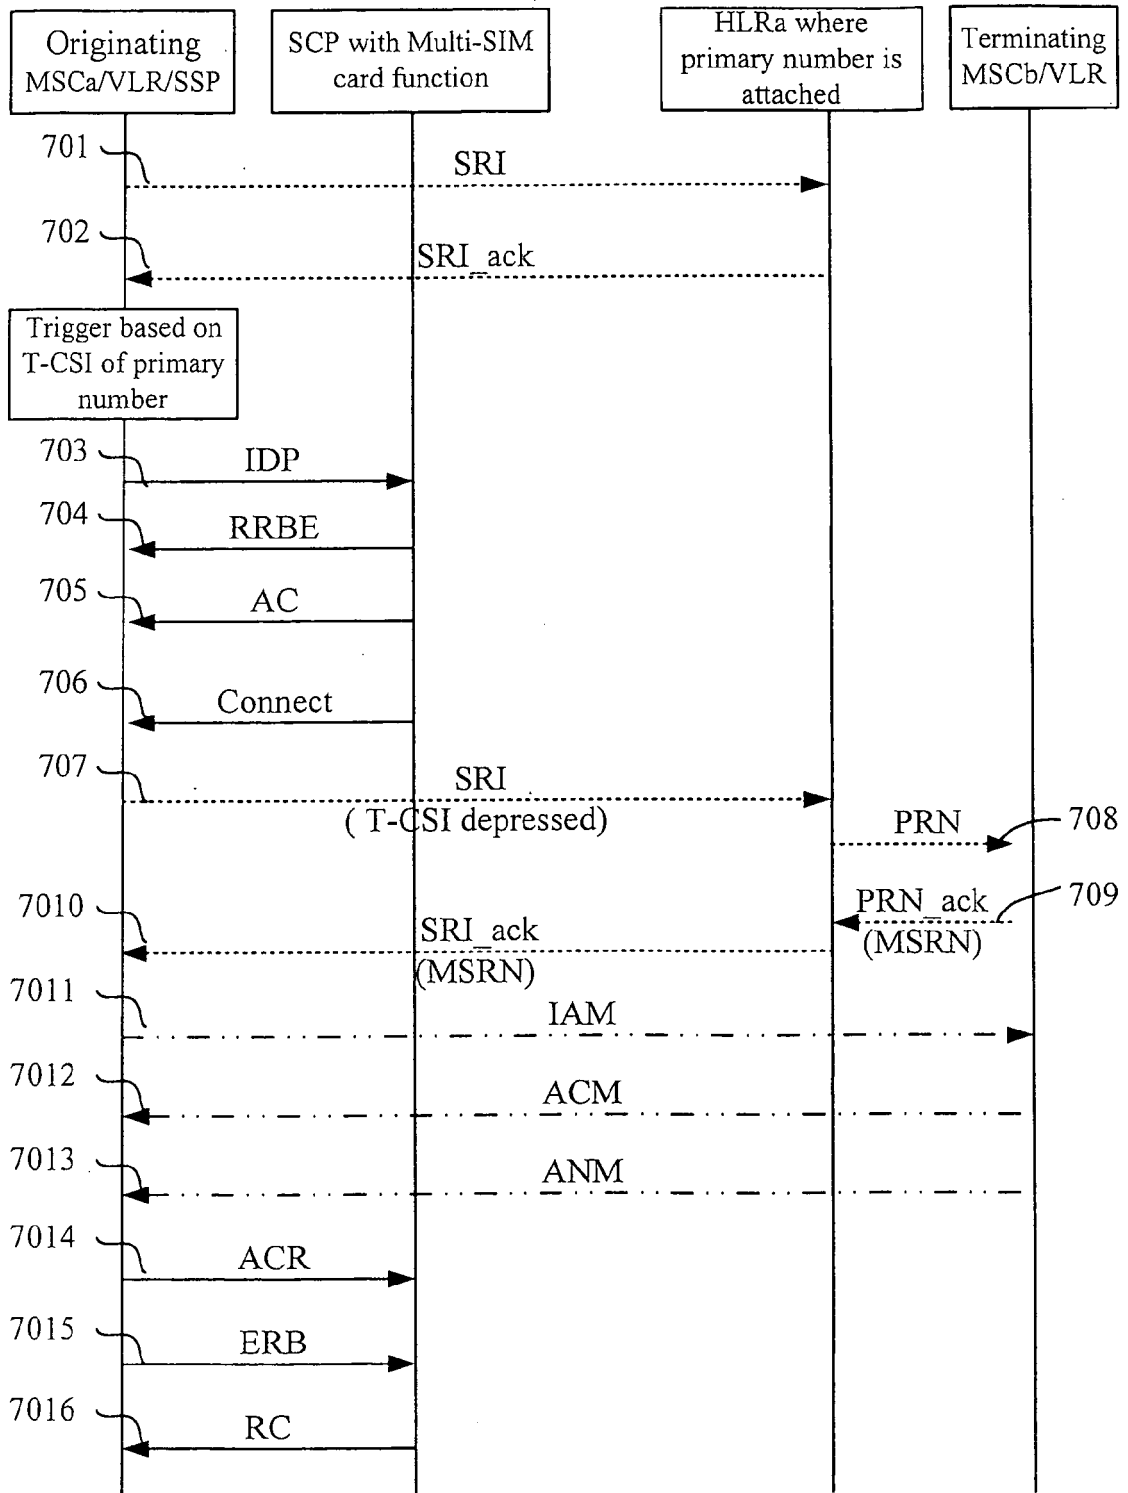 Originating
MSCa/VLR/SSP
SCP with Multi-SIM
card function
HLRa where
primary number is
attached
Terminating
MSCb/VLR
701
SRI
702
SRI_ack
Trigger based on
T-CSI of primary
number
703
IDP
704
RRBE
705
AC
706
Connect
707
SRI
( T-CSI depressed)
PRN
708
PRN_ack
709
(MSRN)
7010
SRI_ack
(MSRN)
7011
IAM
7012
ACM
7013
ANM
7014
ACR
7015
ERB
7016
RC